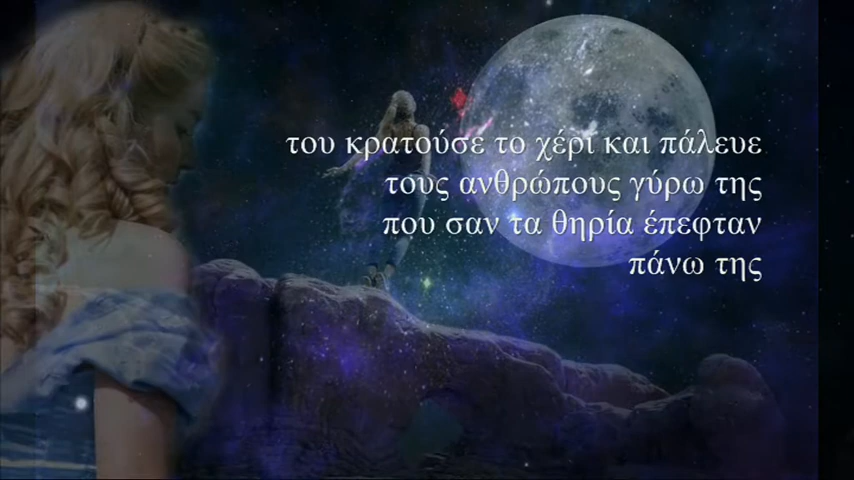 του κρατούσε το χέρι και πάλευε
τους ανθρώπους γύρω της
που σαν τα θηρία έπεφταν
πάνω της